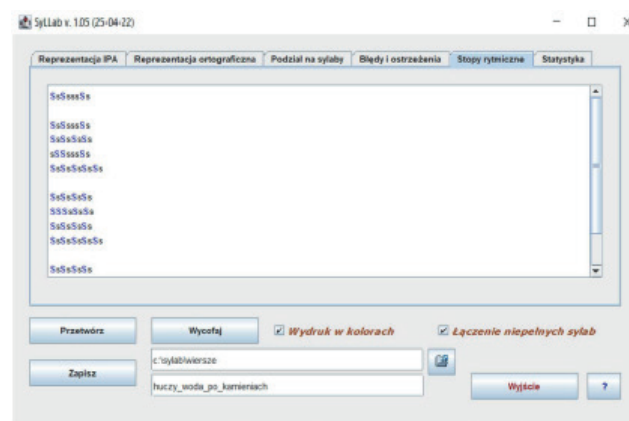 SylLab v. 1.05 (25-04-22)
Reprezentacja IPA Reprezentacja ortograficzna Podział na sylaby Błędy i ostrzeżenia Stopy rytmiczne Statystyka
SsSssSs
SsSssSs
SsSsSsSs
sSSsssSs
SsSsSsSsSs
SsSsSsSs
SSSsSsSs
SsSsSsSs
SsSsSsSsSs
SsSsSsSs
Przetwórz Wycofaj Wydruk w kolorach Łączenie niepełnych sylab
Zapisz c:\sylab\wiersze
huczy_woda_po_kamieniach Wyjście ?